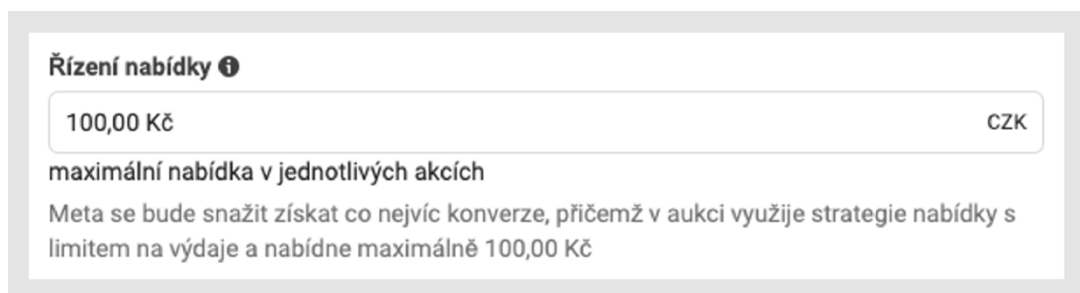 Řízení nabídky
100,00 Kč CZK
maximální nabídka v jednotlivých akcích
Meta se bude snažit získat co nejvíc konverze, přičemž v aukci využije strategie nabídky s
limitem na výdaje a nabídne maximálně 100,00 Kč